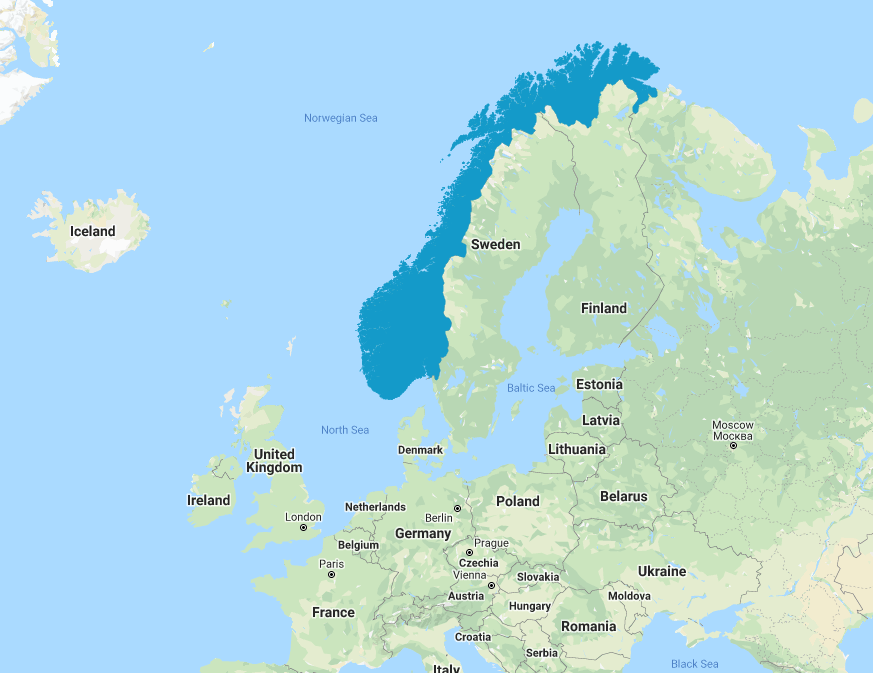 Norwegian Sea
Iceland
Sweden
Finland
Baltic Sea
Estonia
Latvia
Moscow
Москва
North Sea
Denmark
Lithuania
United
Kingdom
Ireland
Netherlands
Poland
Belarus
London
Berlin
Germany
Belgium
Prague
Czechia
Paris
Vienna
Slovakia
Ukraine
Austria
Moldova
Hungary
France
Romania
Croatia
Serbia
Italy
Black Sea